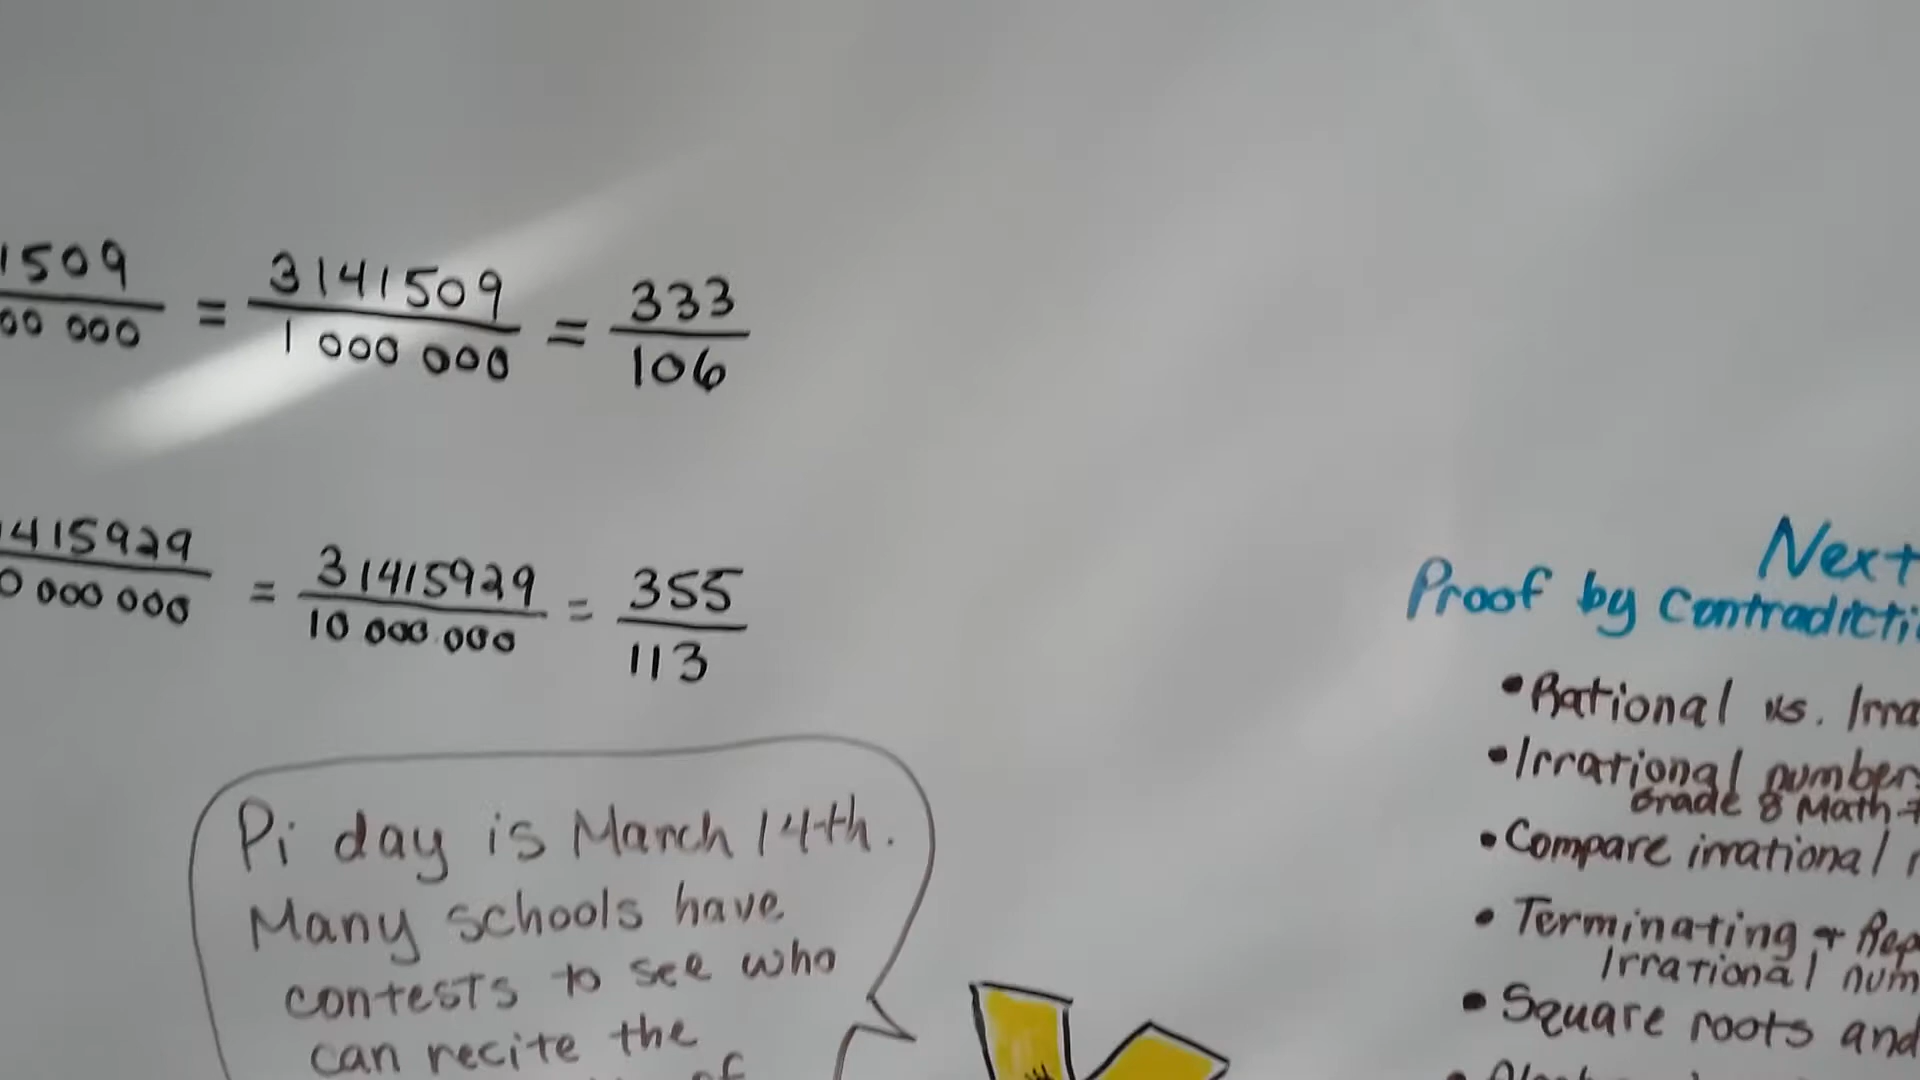 1509 / 00 000 = 3141509 / 1 000 000 = 333 / 106
415929 / 0 000 000 = 31415929 / 10 000 000 = 355 / 113
Pi day is March 14th.
Many schools have
contests to see who
can recite the
of
Next
Proof by Contradicti
• Rational vs. Irra
• Irrational number
Grade 8 Math
• Compare irrational
• Terminating + Rep
Irrational num
• Square roots and